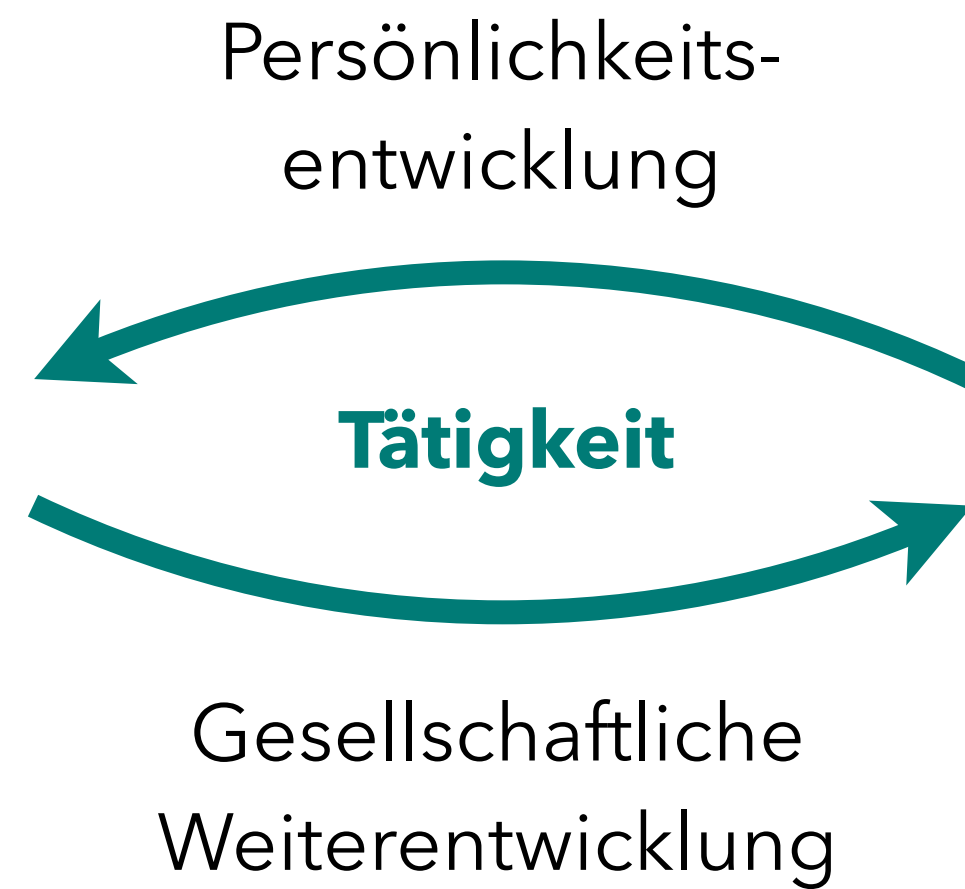 Persönlichkeits-
entwicklung
Tätigkeit
Gesellschaftliche
Weiterentwicklung